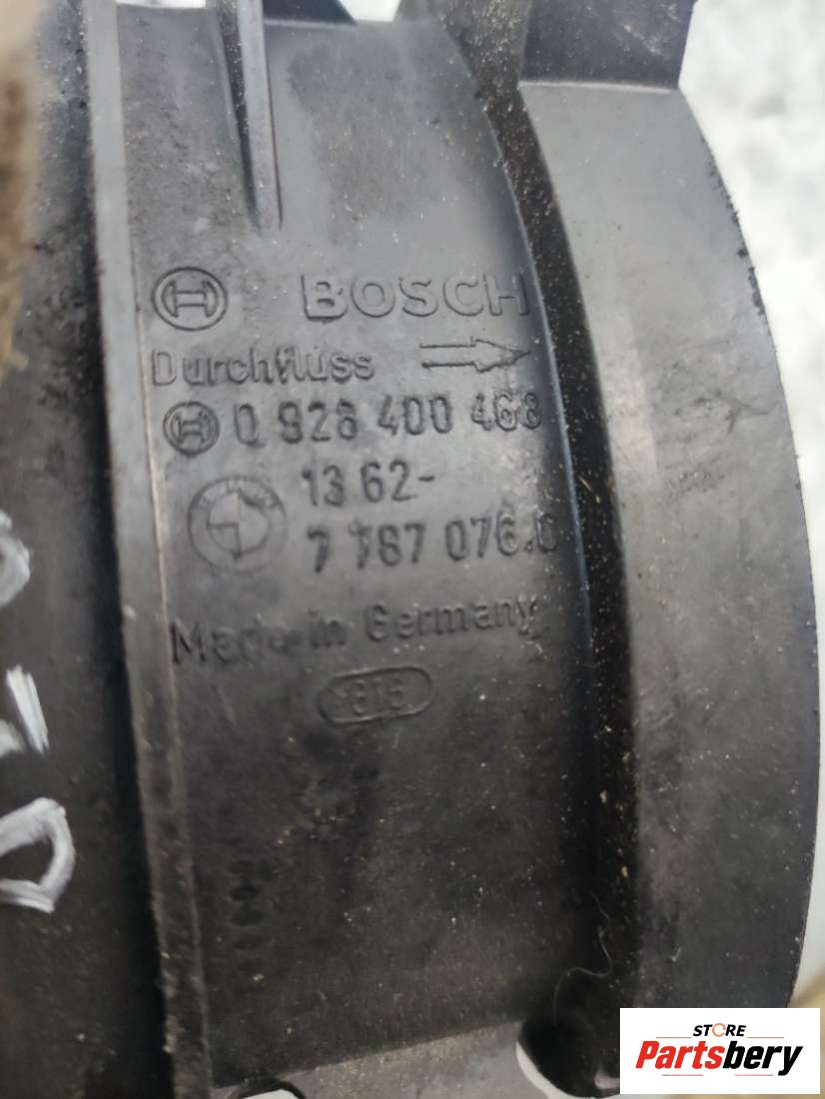 BOSCH
Durchfluss
0 928 400 468
13 62-
7 787 076.0
Made in Germany
STORE
Partsbery